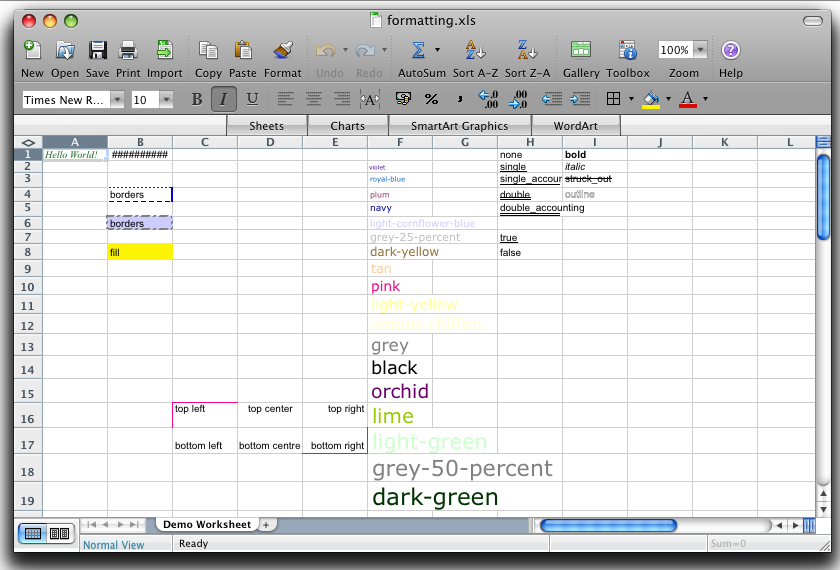 formatting.xls
New Open Save Print Import Copy Paste Format Undo Redo AutoSum Sort A-Z Sort Z-A Gallery Toolbox 100% Zoom Help
Times New R... 10 B I U A %
Sheets Charts SmartArt Graphics WordArt
A B C D E F G H I J K L
1 Hello World! ########## none bold
2 violet single italic
3 royal-blue single_accour struck_out
4 borders plum double outline
5 navy double_accounting
6 borders light-cornflower-blue
7 grey-25-percent true
8 fill dark-yellow false
9 tan
10 pink
11 light-yellow
12 lemon-chiffon
13 grey
14 black
15 orchid
16 top left top center top right lime
17 bottom left bottom centre bottom right light-green
18 grey-50-percent
19 dark-green
Demo Worksheet +
Normal View Ready Sum=0